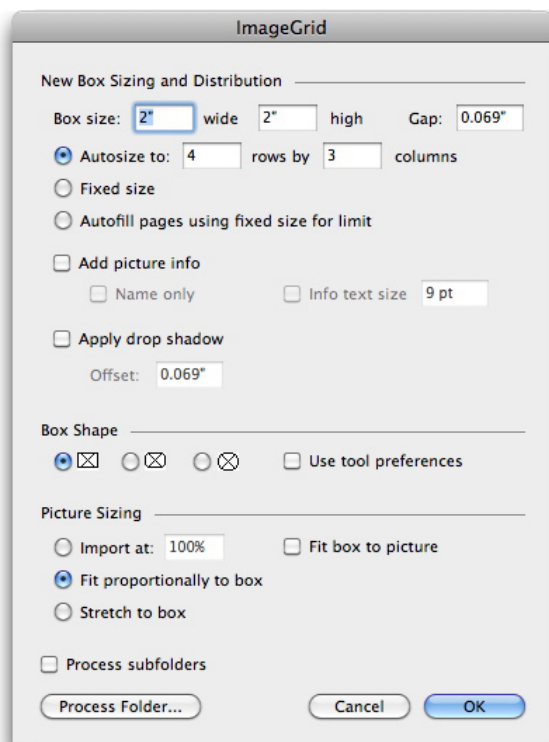 ImageGrid
New Box Sizing and Distribution
Box size: 2" wide 2" high Gap: 0.069"
Autosize to: 4 rows by 3 columns
Fixed size
Autofill pages using fixed size for limit
Add picture info
Name only Info text size 9 pt
Apply drop shadow
Offset: 0.069"
Box Shape
Use tool preferences
Picture Sizing
Import at: 100% Fit box to picture
Fit proportionally to box
Stretch to box
Process subfolders
Process Folder... Cancel OK